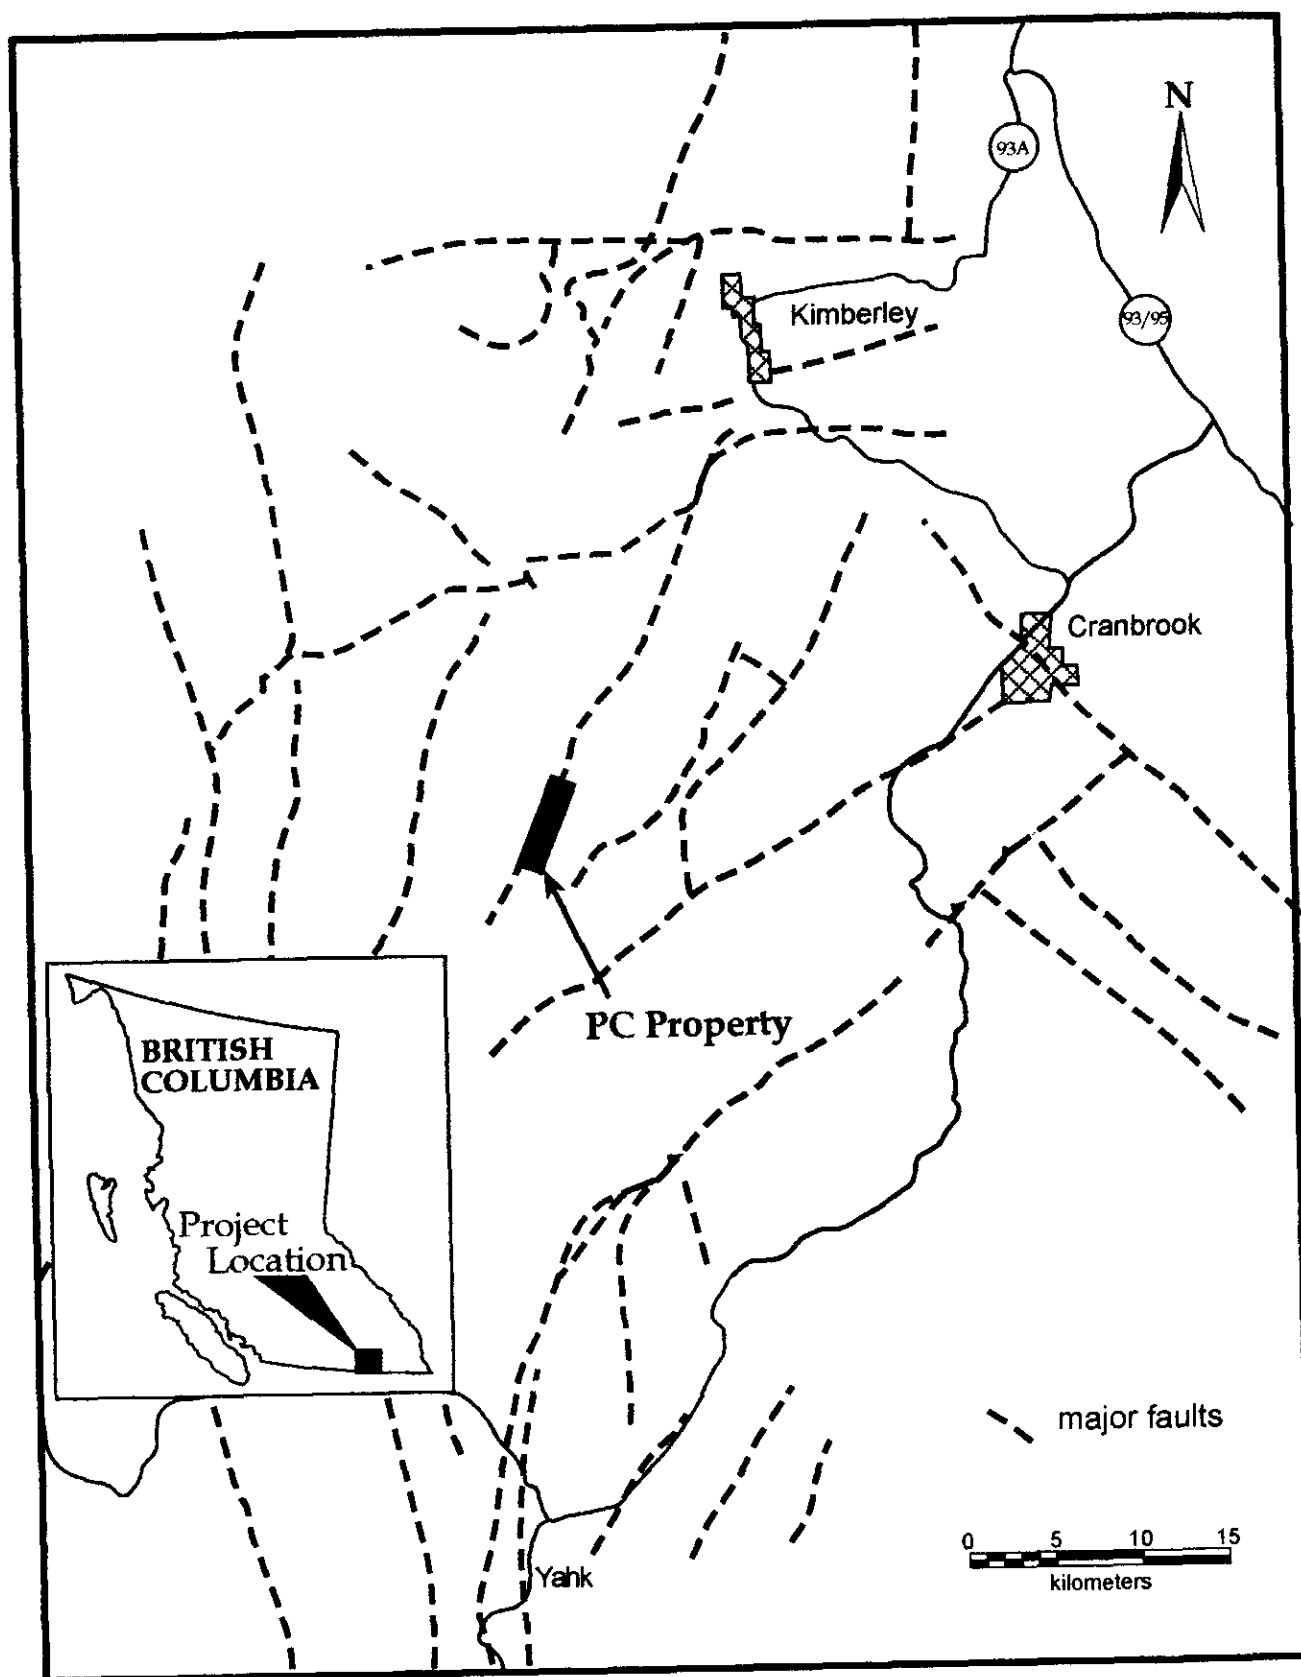 N
93A
Kimberley
93/95
Cranbrook
PC Property
BRITISH
COLUMBIA
Project
Location
major faults
0 5 10 15
kilometers
Yahk